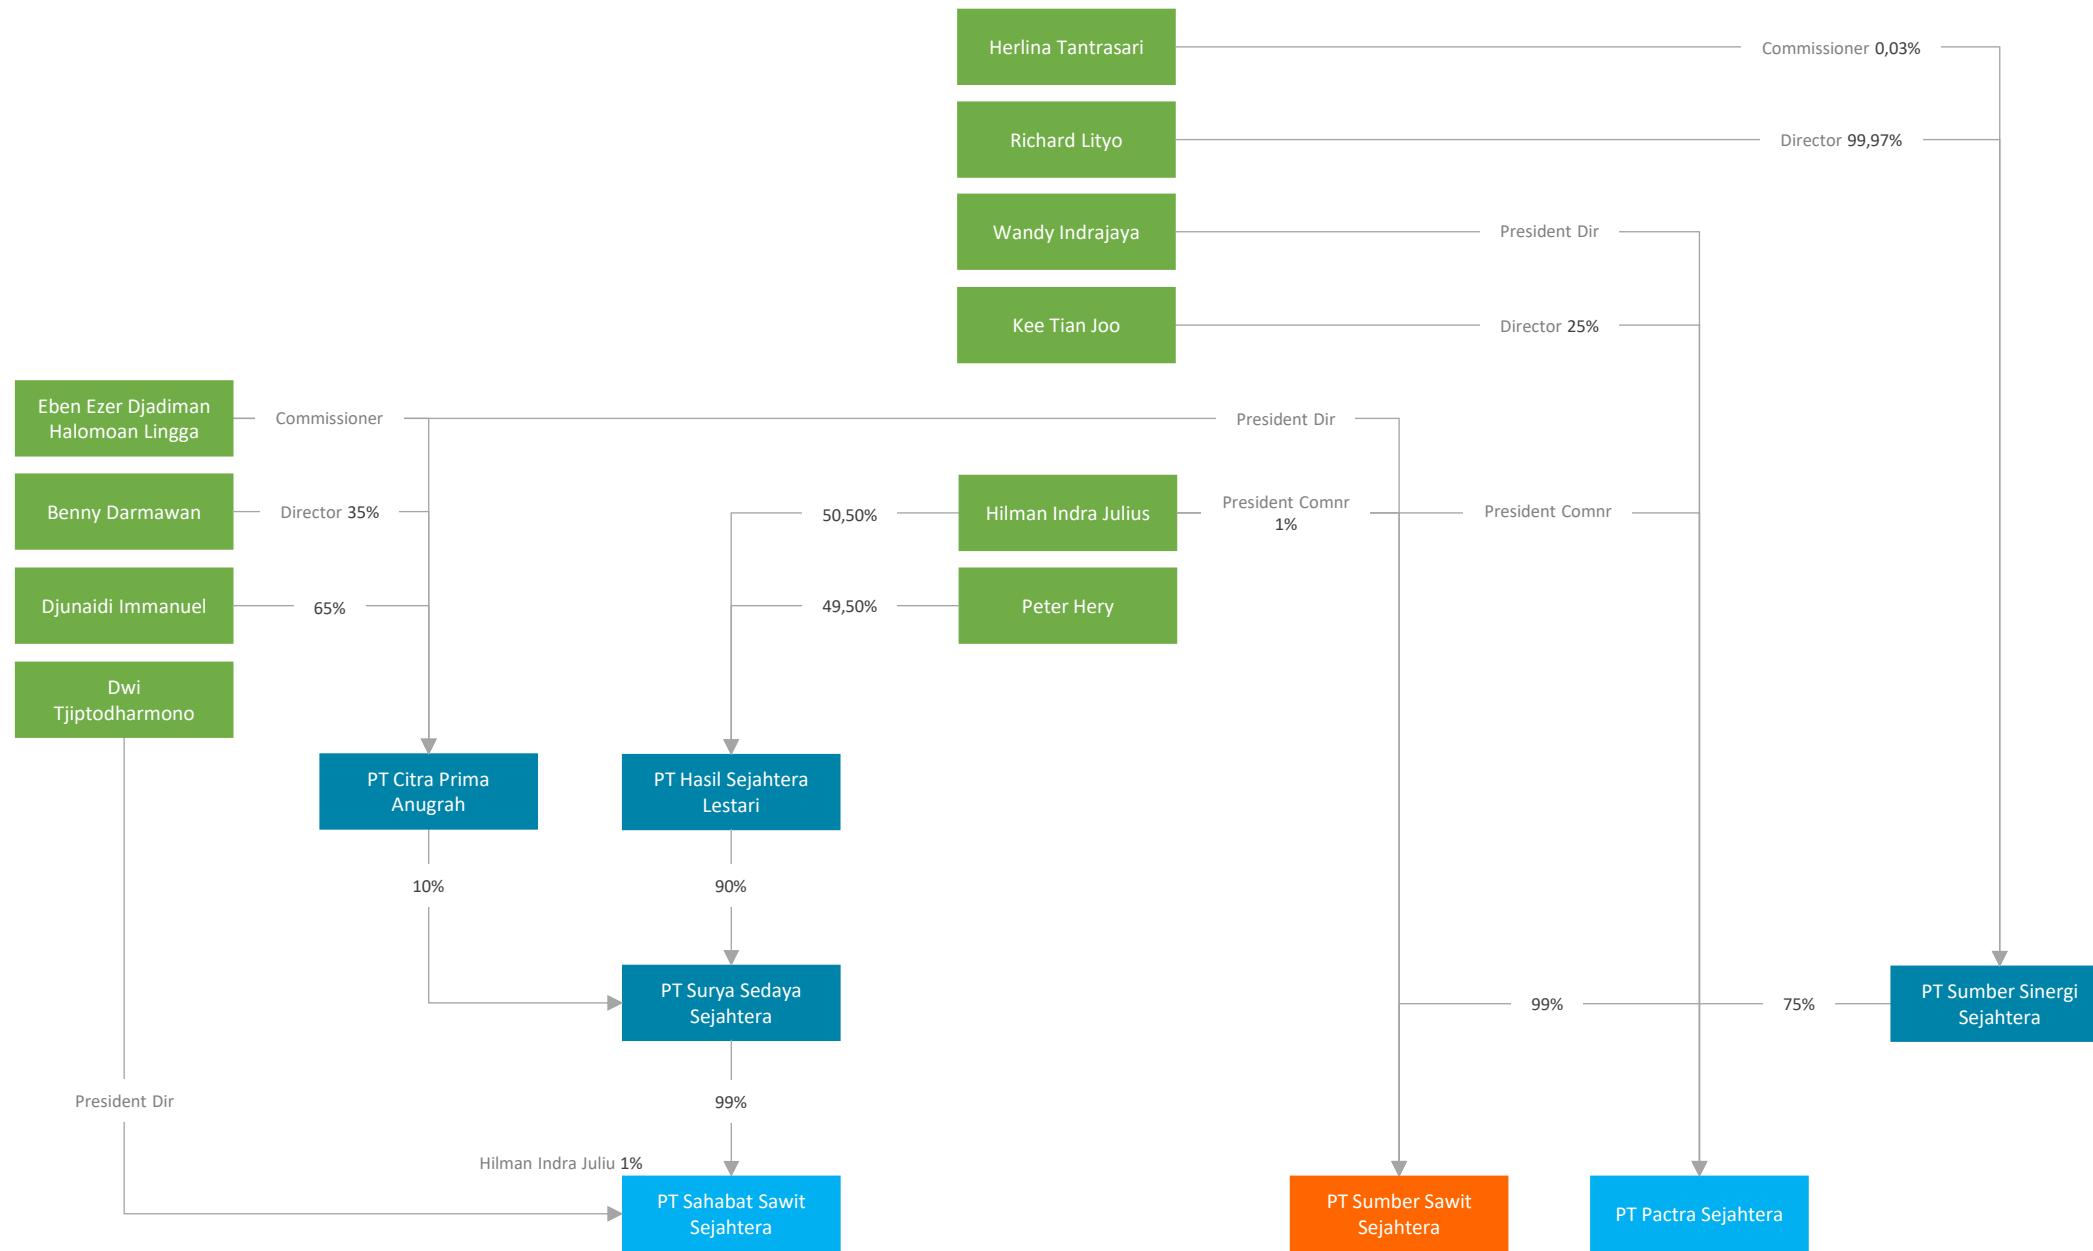 Herlina Tantrasari
Commissioner 0,03%
Richard Lityo
Director 99,97%
Wandy Indrajaya
President Dir
Kee Tian Joo
Director 25%
Eben Ezer Djadiman
Halomoan Lingga
Commissioner
President Dir
Benny Darmawan
Director 35%
50,50%
Hilman Indra Julius
President Comnr
1%
President Comnr
Djunaidi Immanuel
65%
49,50%
Peter Hery
Dwi
Tjiptodharmono
PT Citra Prima
Anugrah
PT Hasil Sejahtera
Lestari
10%
90%
PT Surya Sedaya
Sejahtera
99%
75%
PT Sumber Sinergi
Sejahtera
President Dir
99%
Hilman Indra Juliu 1%
PT Sahabat Sawit
Sejahtera
PT Sumber Sawit
Sejahtera
PT Pactra Sejahtera